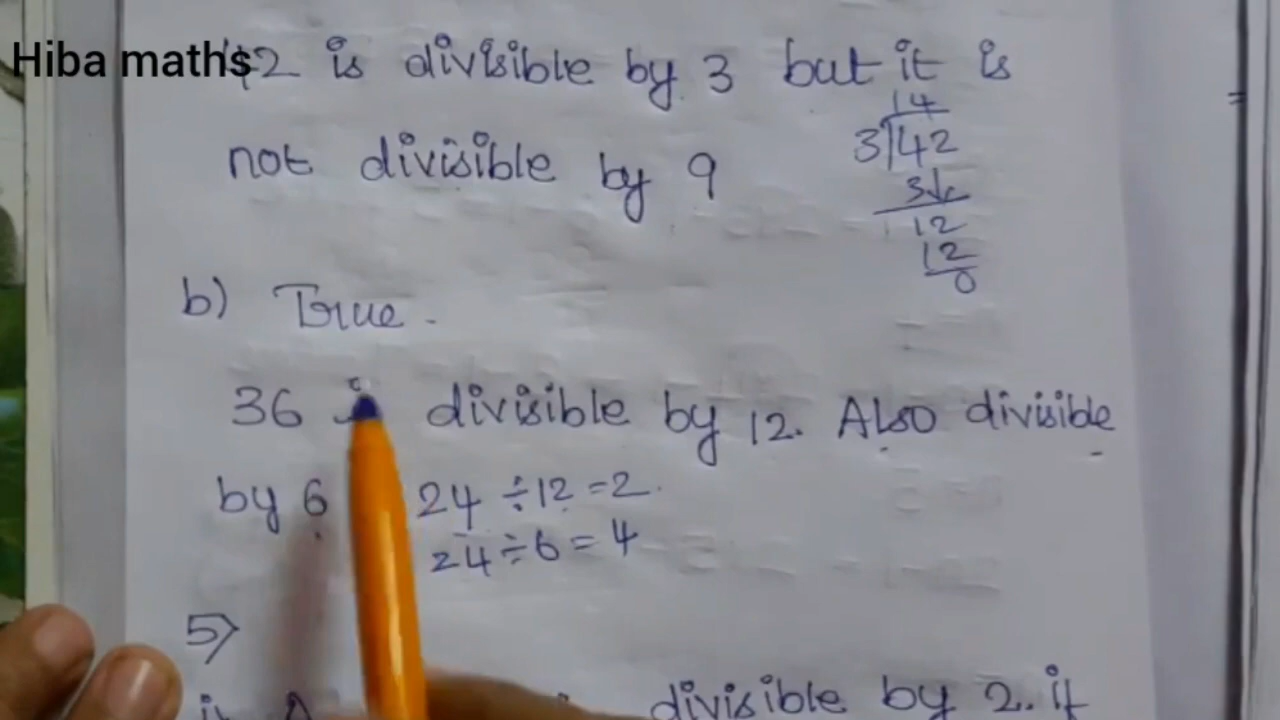 Hiba maths
42 is divisible by 3 but it is
not divisible by 9
14
3 42
3↓
12
12
0
b) True.
36 is divisible by 12. Also divisible
by 6 24 ÷ 12 = 2.
24 ÷ 6 = 4
5)
divisible by 2. if